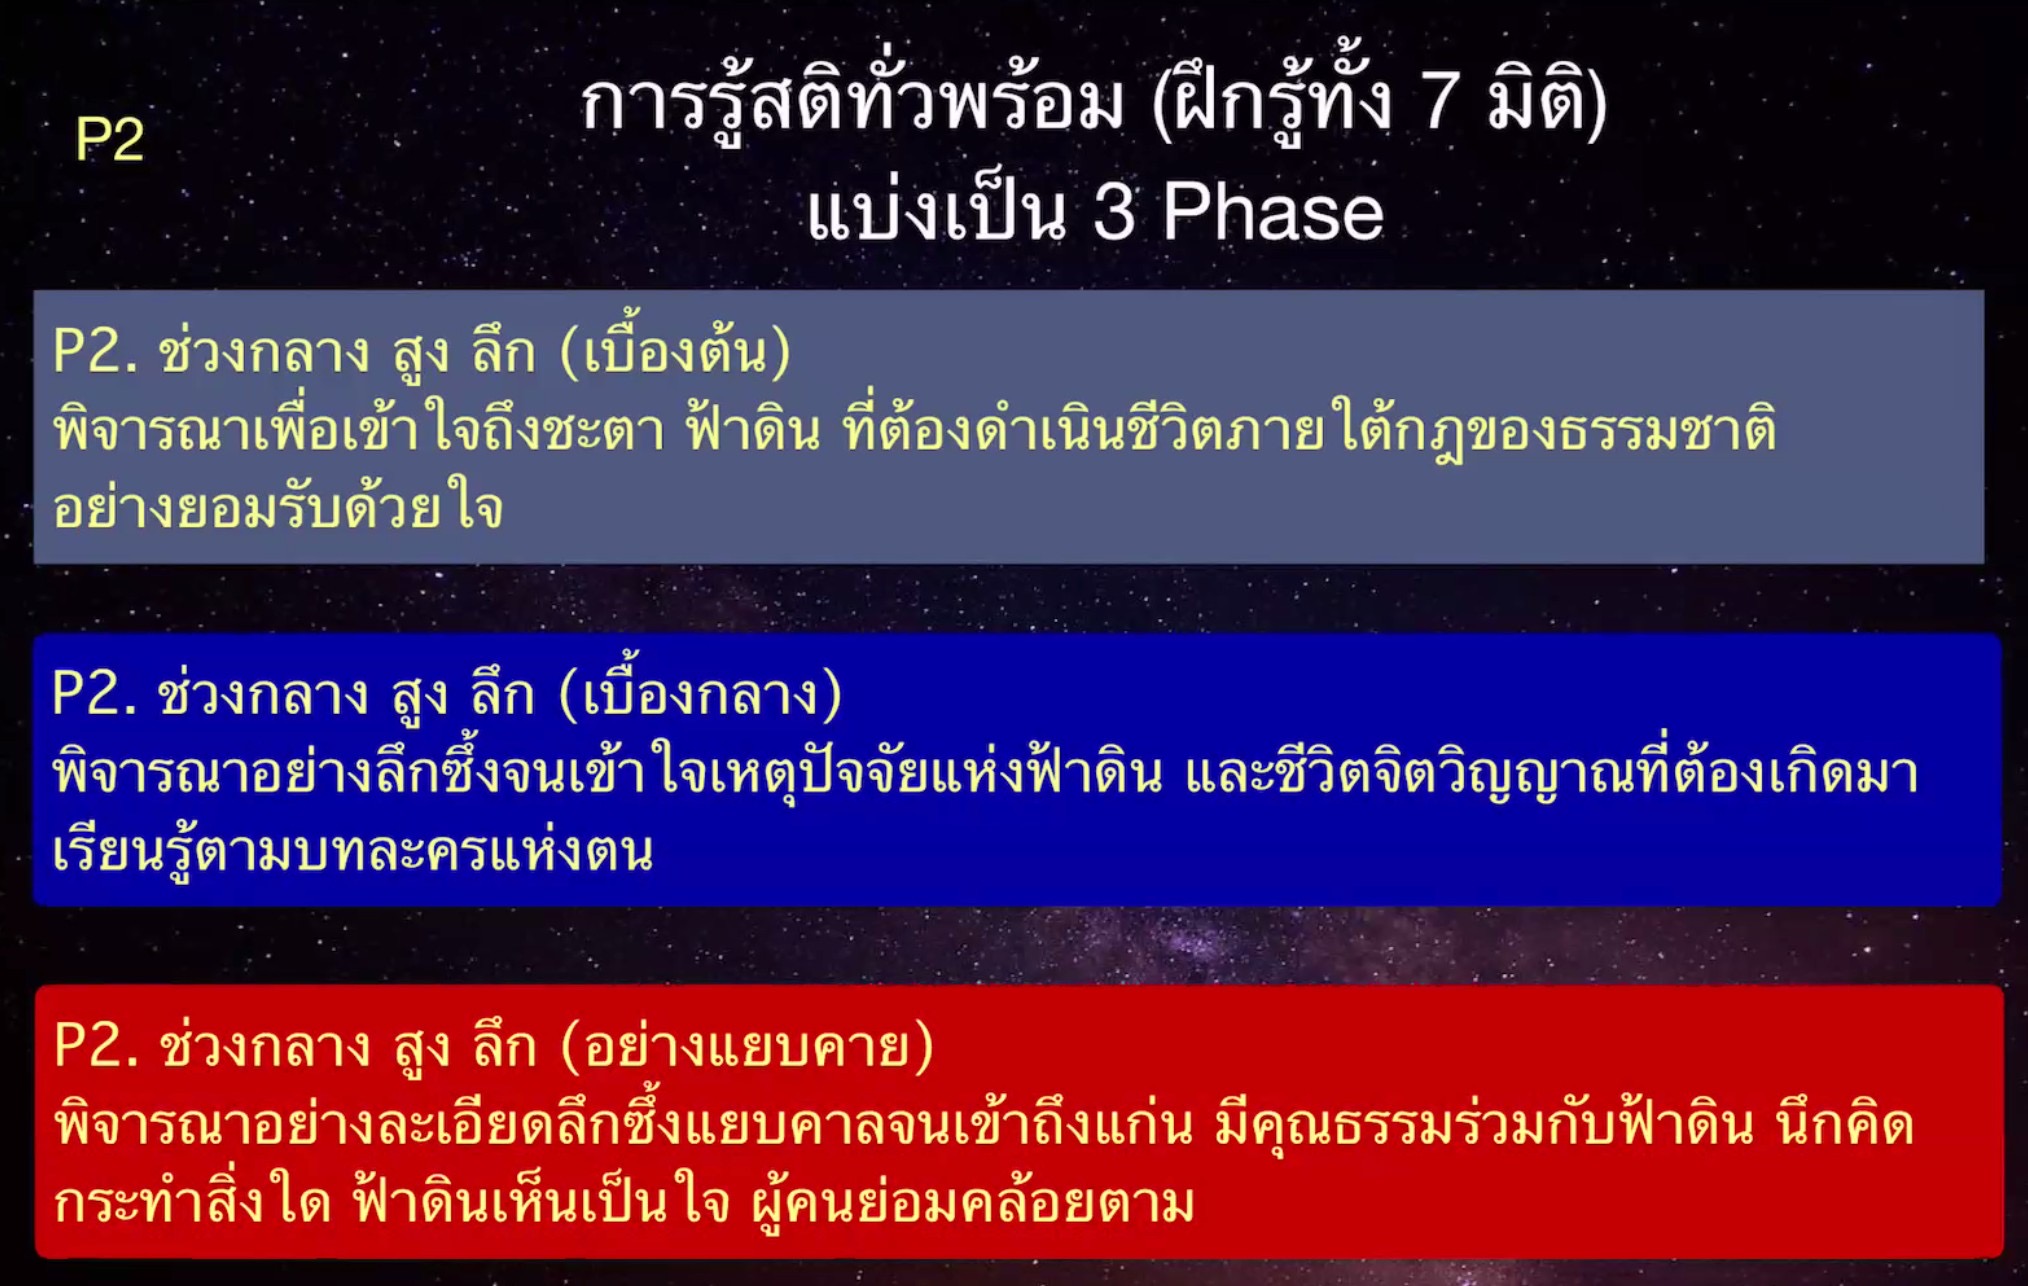 การรู้สติทั่วพร้อม (ฝึกรู้ทั้ง 7 มิติ)
P2
แบ่งเป็น 3 Phase
P2. ช่วงกลาง สูง ลึก (เบื้องต้น)
พิจารณาเพื่อเข้าใจถึงชะตา ฟ้าดิน ที่ต้องดำเนินชีวิตภายใต้กฎของธรรมชาติ
อย่างยอมรับด้วยใจ
P2. ช่วงกลาง สูง ลึก (เบื้องกลาง)
พิจารณาอย่างลึกซึ้งจนเข้าใจเหตุปัจจัยแห่งฟ้าดิน และชีวิตจิตวิญญาณที่ต้องเกิดมา
เรียนรู้ตามบทละครแห่งตน
P2. ช่วงกลาง สูง ลึก (อย่างแยบคาย)
พิจารณาอย่างละเอียดลึกซึ้งแยบคาลจนเข้าถึงแก่น มีคุณธรรมร่วมกับฟ้าดิน นึกคิด
กระทำสิ่งใด ฟ้าดินเห็นเป็นใจ ผู้คนย่อมคล้อยตาม